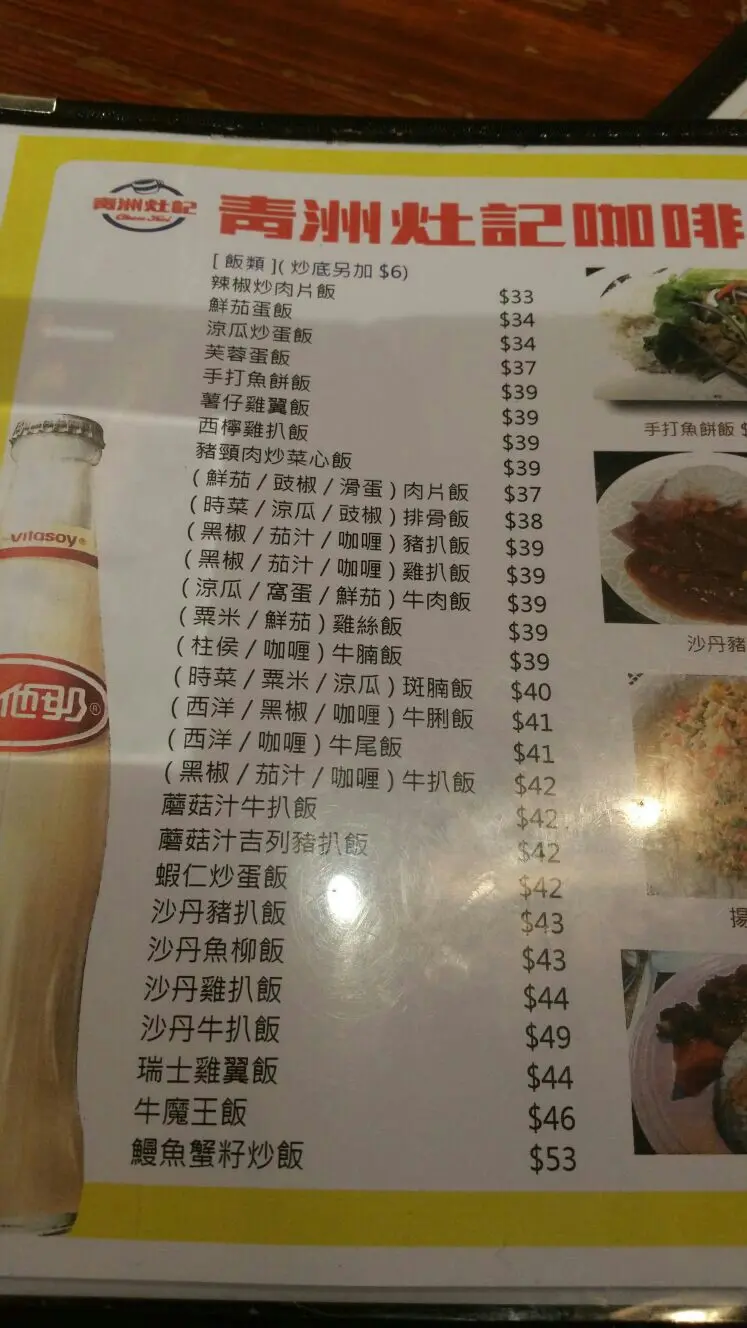 青洲灶記
Chou Kei
青洲灶記咖啡
[ 飯類 ]( 炒底另加 $6)
辣椒炒肉片飯 $33
鮮茄蛋飯 $34
涼瓜炒蛋飯 $34
芙蓉蛋飯 $37
手打魚餅飯 $39
薯仔雞翼飯 $39
西檸雞扒飯 $39
豬頸肉炒菜心飯 $39
( 鮮茄 / 豉椒 / 滑蛋 ) 肉片飯 $37
( 時菜 / 涼瓜 / 豉椒 ) 排骨飯 $38
( 黑椒 / 茄汁 / 咖喱 ) 豬扒飯 $39
( 黑椒 / 茄汁 / 咖喱 ) 雞扒飯 $39
( 涼瓜 / 窩蛋 / 鮮茄 ) 牛肉飯 $39
( 粟米 / 鮮茄 ) 雞絲飯 $39
( 柱侯 / 咖喱 ) 牛腩飯 $39
( 時菜 / 粟米 / 涼瓜 ) 斑腩飯 $40
( 西洋 / 黑椒 / 咖喱 ) 牛脷飯 $41
( 西洋 / 咖喱 ) 牛尾飯 $41
( 黑椒 / 茄汁 / 咖喱 ) 牛扒飯 $42
蘑菇汁牛扒飯 $42
蘑菇汁吉列豬扒飯 $42
蝦仁炒蛋飯 $42
沙丹豬扒飯 $43
沙丹魚柳飯 $43
沙丹雞扒飯 $44
沙丹牛扒飯 $49
瑞士雞翼飯 $44
牛魔王飯 $46
鰻魚蟹籽炒飯 $53
手打魚餅飯 $
沙丹豬
揚
vitasoy®
他奶®